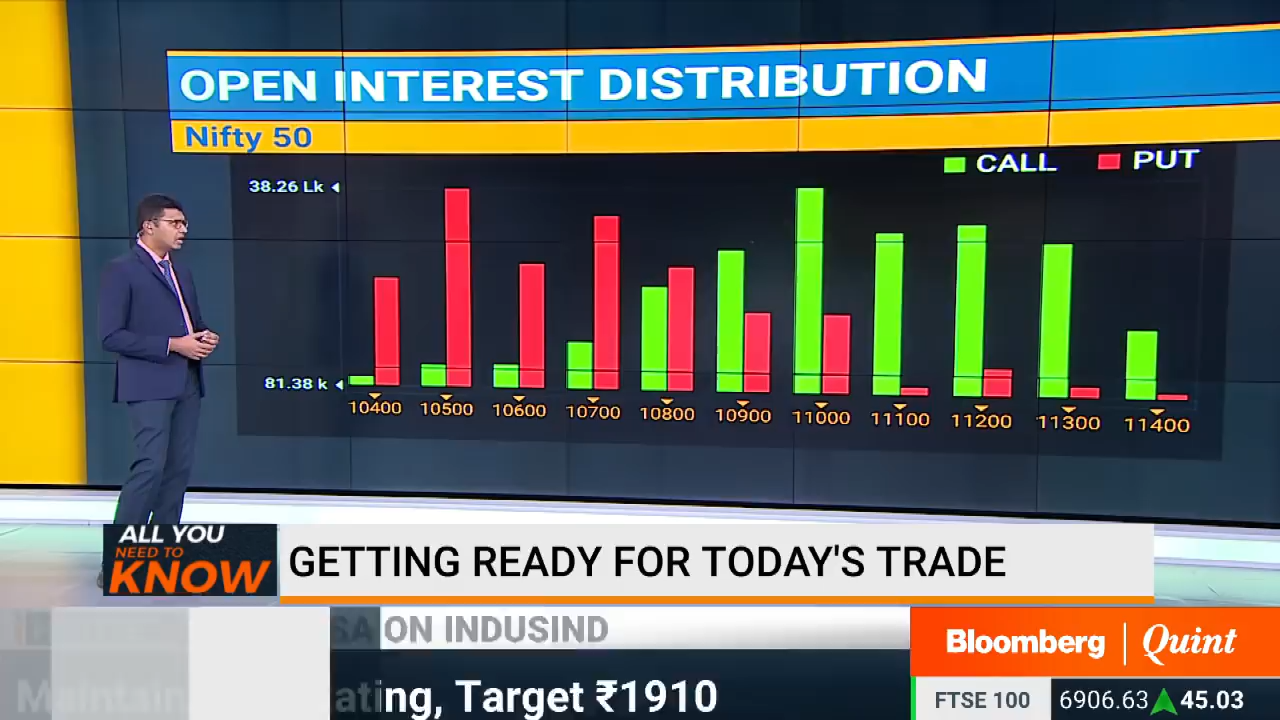 OPEN INTEREST DISTRIBUTION
Nifty 50
CALL PUT
38.26 Lk
81.38 k
10400 10500 10600 10700 10800 10900 11000 11100 11200 11300 11400
ALL YOU
NEED TO
KNOW
GETTING READY FOR TODAY'S TRADE
ON INDUSIND
Target ₹1910
Bloomberg | Quint
FTSE 100 6906.63 45.03